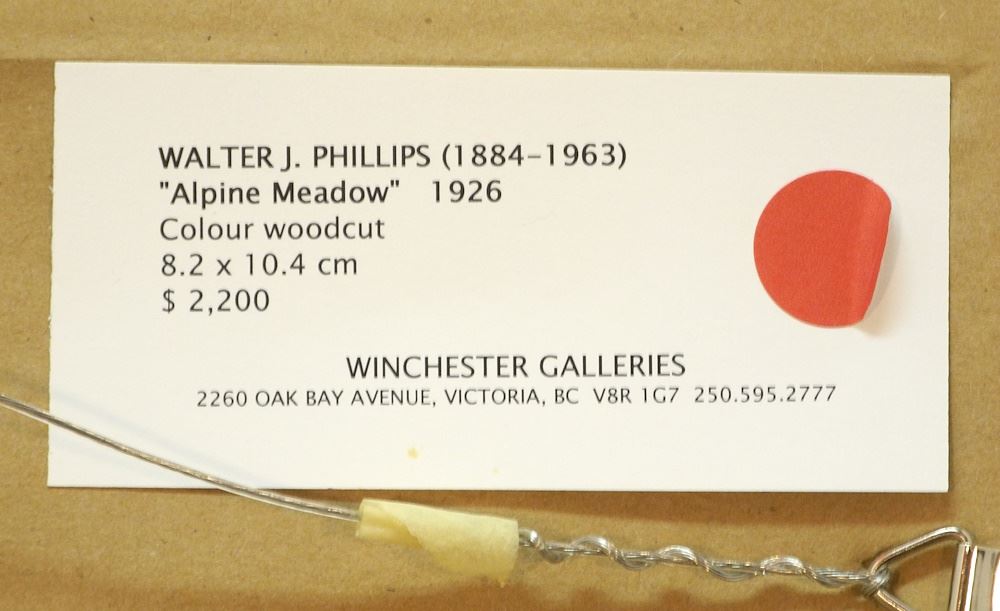 WALTER J. PHILLIPS (1884-1963)
"Alpine Meadow" 1926
Colour woodcut
8.2 x 10.4 cm
$ 2,200
WINCHESTER GALLERIES
2260 OAK BAY AVENUE, VICTORIA, BC V8R 1G7 250.595.2777